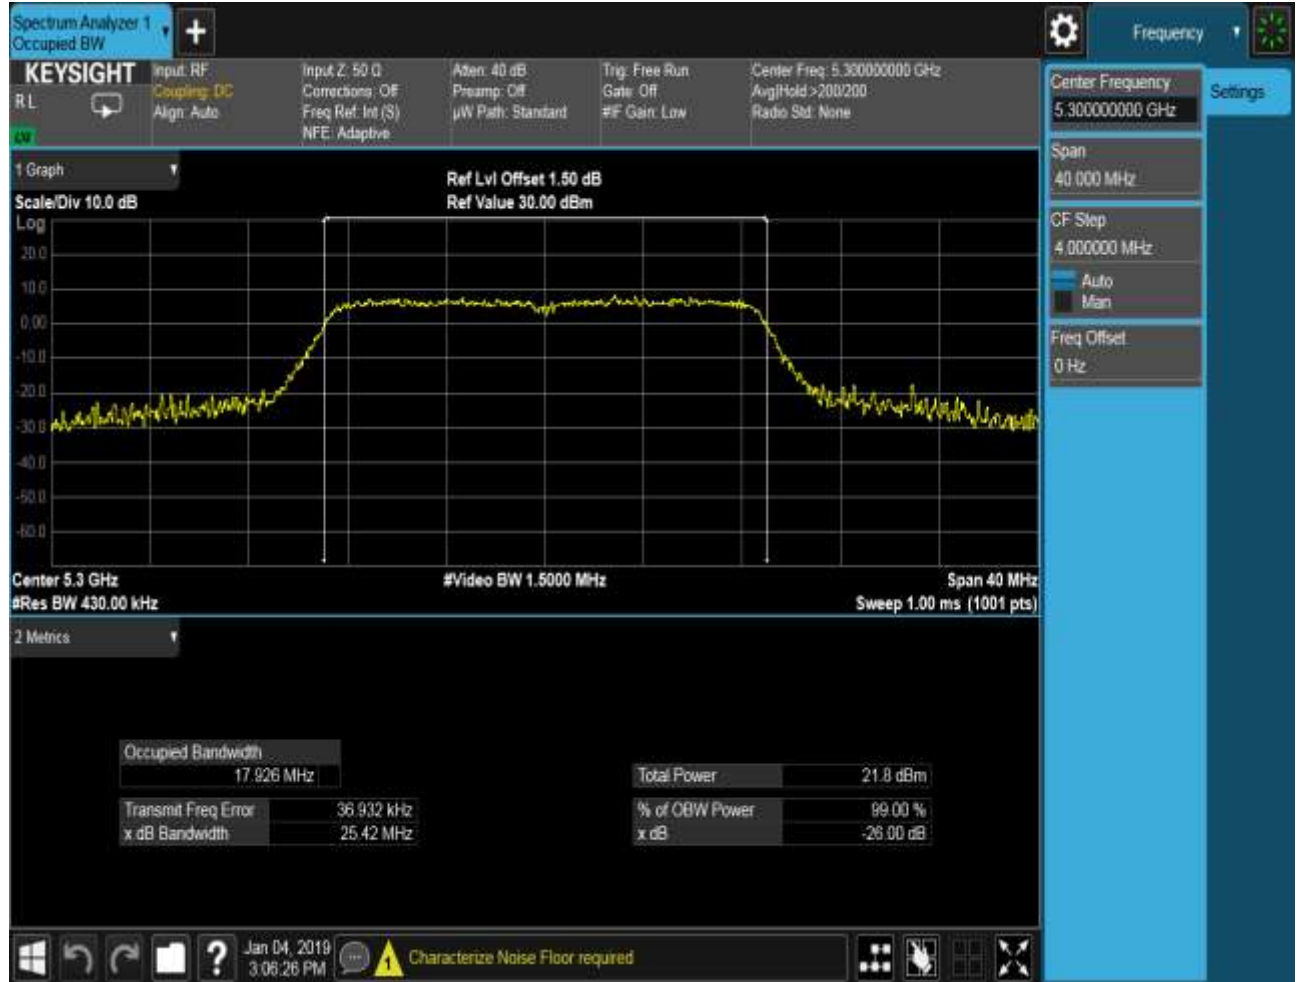 Spectrum Analyzer 1
Occupied BW
Frequency
KEYSIGHT
R L
Input: RF
Coupling: DC
Align: Auto
Input Z: 50 Ω
Corrections: Off
Freq Ref: Int (S)
NFE: Adaptive
Atten: 40 dB
Preamp: Off
µW Path: Standard
Trig: Free Run
Gate: Off
#IF Gain: Low
Center Freq: 5.300000000 GHz
Avg|Hold:>200/200
Radio Std: None
Center Frequency
5.300000000 GHz
Settings
Span
40.000 MHz
CF Step
4.000000 MHz
Auto
Man
Freq Offset
0 Hz
1 Graph
Scale/Div 10.0 dB
Ref Lvl Offset 1.50 dB
Ref Value 30.00 dBm
Log
20.0
10.0
0.00
-10.0
-20.0
-30.0
-40.0
-50.0
-60.0
Center 5.3 GHz
#Video BW 1.5000 MHz
Span 40 MHz
#Res BW 430.00 kHz
Sweep 1.00 ms (1001 pts)
2 Metrics
Occupied Bandwidth
17.926 MHz
Total Power 21.8 dBm
Transmit Freq Error 36.932 kHz
% of OBW Power 99.00 %
x dB Bandwidth 25.42 MHz
x dB -26.00 dB
?
Jan 04, 2019
3:06:26 PM
1
Characterize Noise Floor required